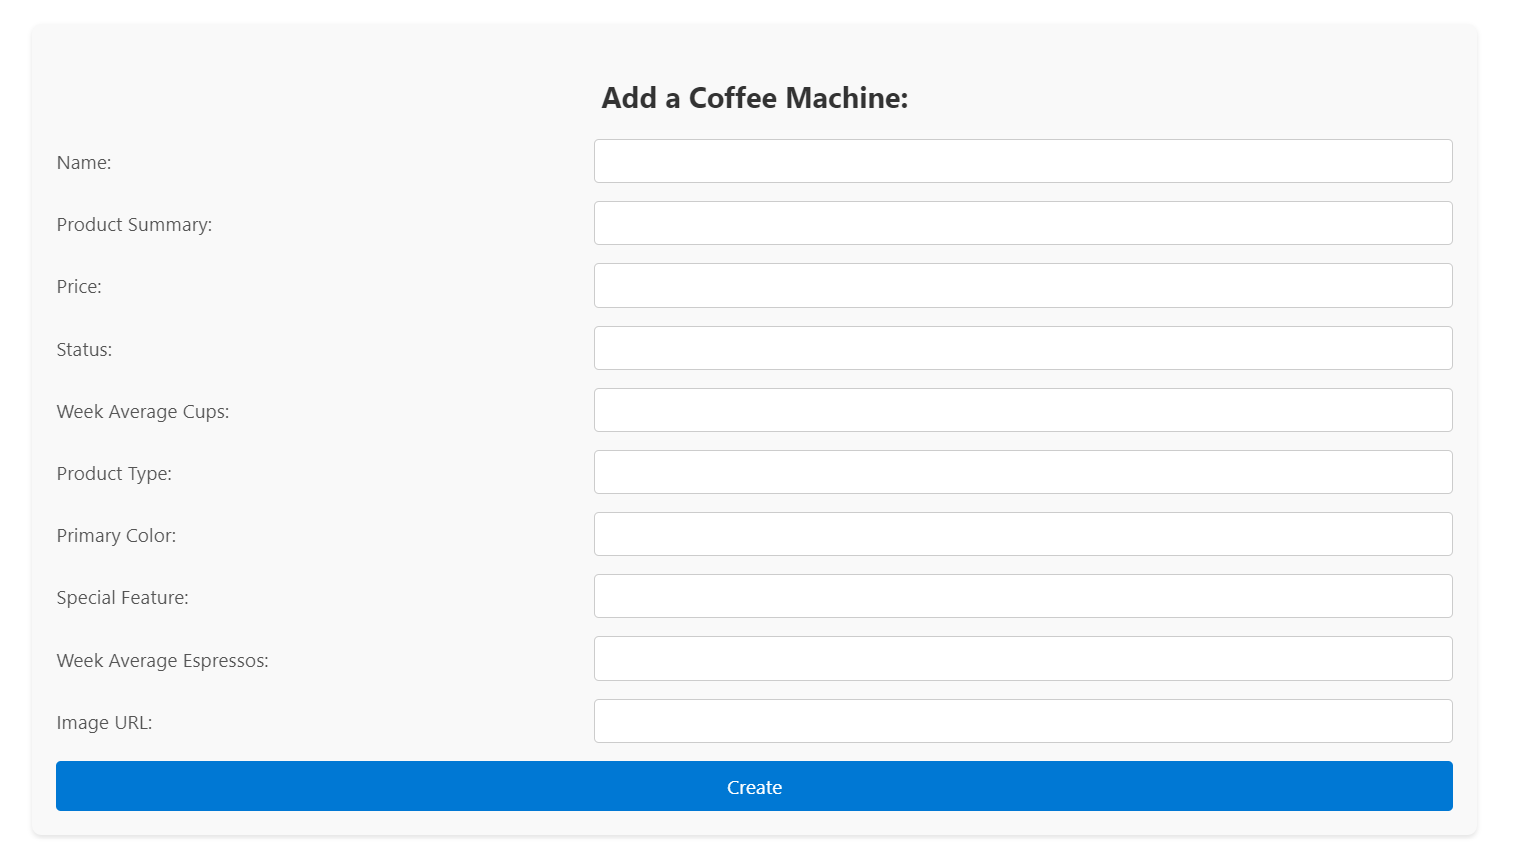 Add a Coffee Machine:
Name:
Product Summary:
Price:
Status:
Week Average Cups:
Product Type:
Primary Color:
Special Feature:
Week Average Espressos:
Image URL:
Create